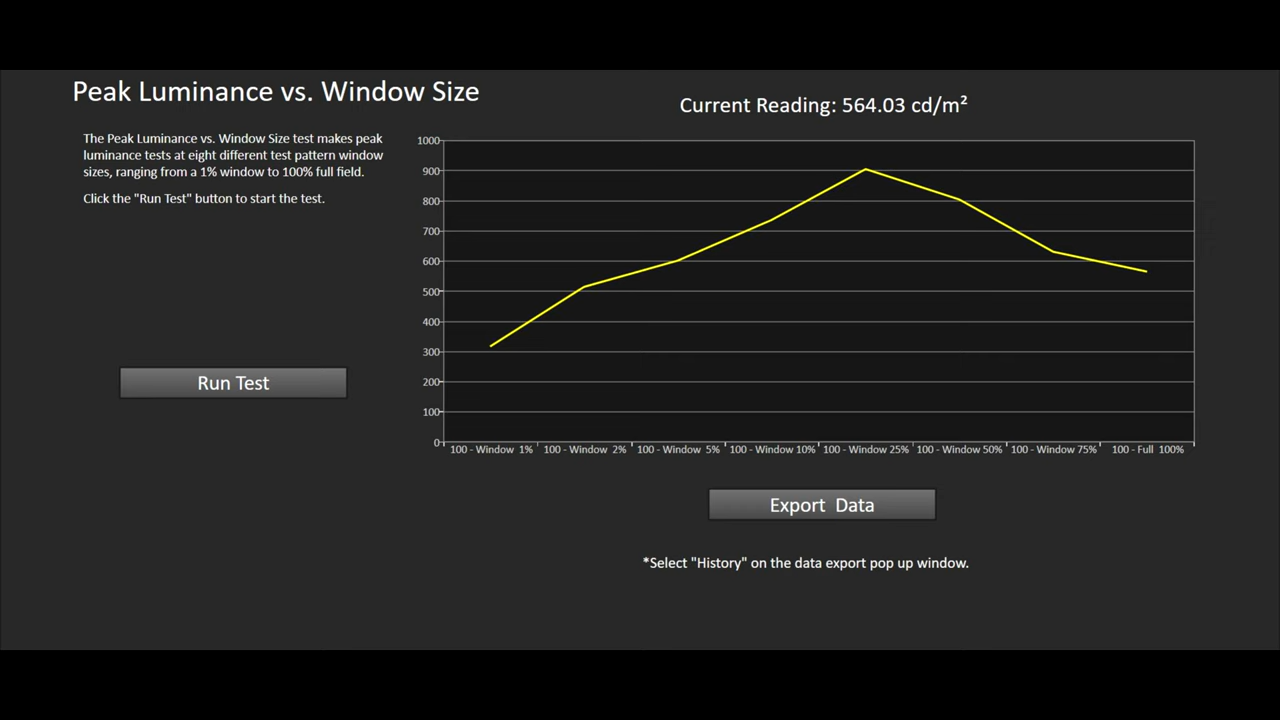 Peak Luminance vs. Window Size
Current Reading: 564.03 cd/m²
The Peak Luminance vs. Window Size test makes peak
luminance tests at eight different test pattern window
sizes, ranging from a 1% window to 100% full field.
Click the "Run Test" button to start the test.
Run Test
1000
900
800
700
600
500
400
300
200
100
0
100 - Window 1% 100 - Window 2% 100 - Window 5% 100 - Window 10% 100 - Window 25% 100 - Window 50% 100 - Window 75% 100 - Full 100%
Export Data
*Select "History" on the data export pop up window.